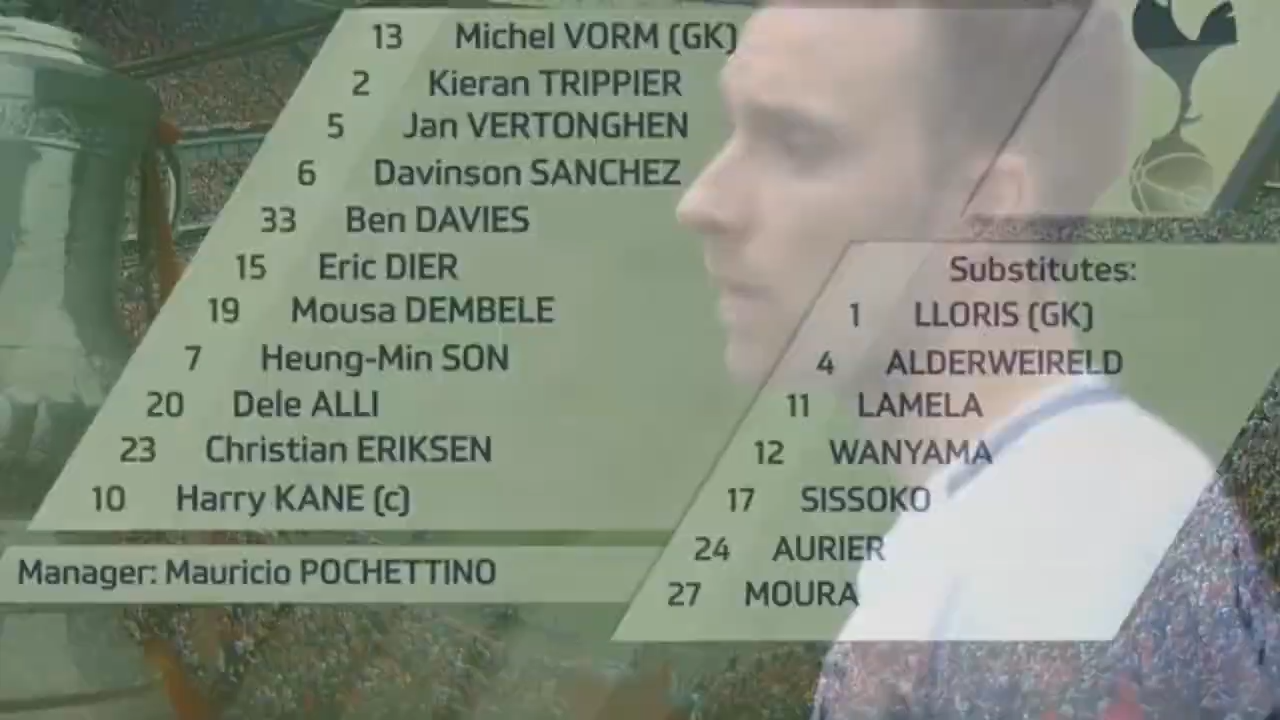 13 Michel VORM (GK)
2 Kieran TRIPPIER
5 Jan VERTONGHEN
6 Davinson SANCHEZ
33 Ben DAVIES
15 Eric DIER
19 Mousa DEMBELE
7 Heung-Min SON
20 Dele ALLI
23 Christian ERIKSEN
10 Harry KANE (c)
Manager: Mauricio POCHETTINO
Substitutes:
1 LLORIS (GK)
4 ALDERWEIRELD
11 LAMELA
12 WANYAMA
17 SISSOKO
24 AURIER
27 MOURA